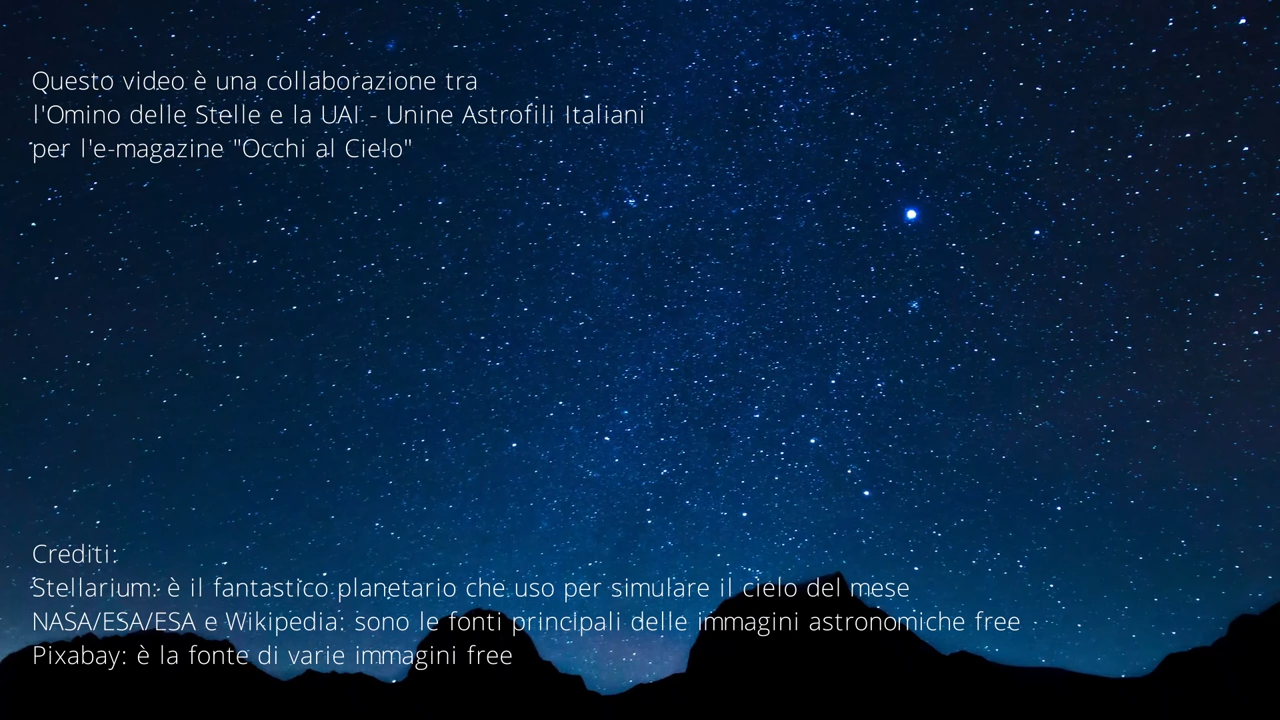 Questo video è una collaborazione tra
l'Omino delle Stelle e la UAI - Unine Astrofili Italiani
per l'e-magazine "Occhi al Cielo"
Crediti:
Stellarium: è il fantastico planetario che uso per simulare il cielo del mese
NASA/ESA/ESA e Wikipedia: sono le fonti principali delle immagini astronomiche free
Pixabay: è la fonte di varie immagini free